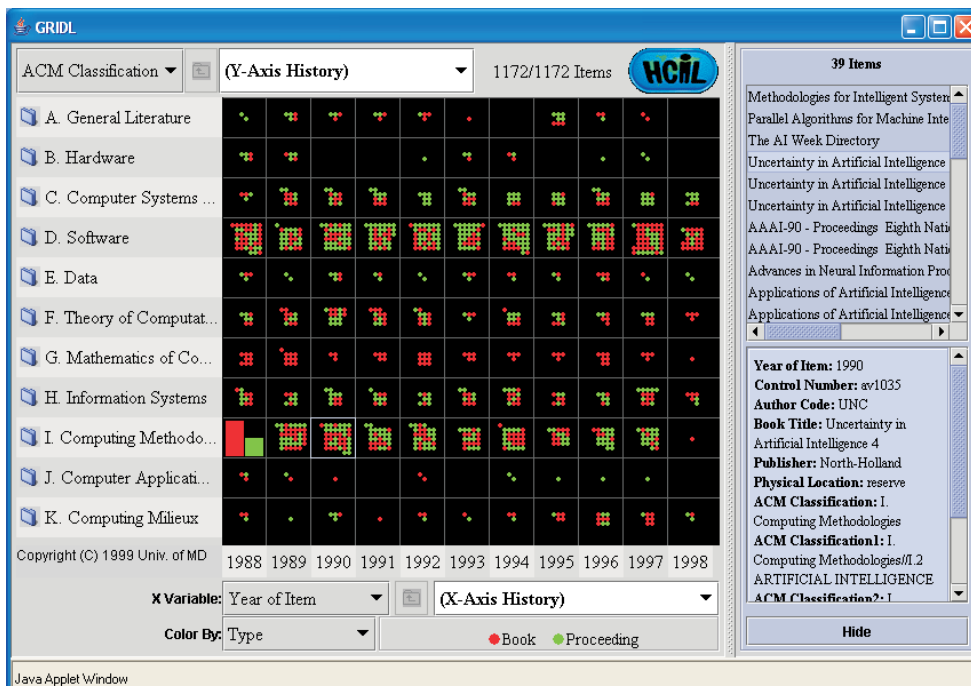 GRIDL
ACM Classification
(Y-Axis History)
1172/1172 Items
HCIL
39 Items
A. General Literature
B. Hardware
C. Computer Systems ...
D. Software
E. Data
F. Theory of Computat...
G. Mathematics of Co...
H. Information Systems
I. Computing Methodo...
J. Computer Applicati...
K. Computing Milieux
Copyright (C) 1999 Univ. of MD
1988 1989 1990 1991 1992 1993 1994 1995 1996 1997 1998
X Variable: Year of Item
(X-Axis History)
Color By: Type
Book Proceeding
Methodologies for Intelligent System
Parallel Algorithms for Machine Inte
The AI Week Directory
Uncertainty in Artificial Intelligence
Uncertainty in Artificial Intelligence
Uncertainty in Artificial Intelligence
AAAI-90 - Proceedings Eighth Nati
AAAI-90 - Proceedings Eighth Nati
Advances in Neural Information Proc
Applications of Artificial Intelligence
Applications of Artificial Intelligence
Year of Item: 1990
Control Number: av1035
Author Code: UNC
Book Title: Uncertainty in
Artificial Intelligence 4
Publisher: North-Holland
Physical Location: reserve
ACM Classification: I.
Computing Methodologies
ACM Classification1: I.
Computing Methodologies//I.2
ARTIFICIAL INTELLIGENCE
ACM Classification2: I.
Hide
Java Applet Window